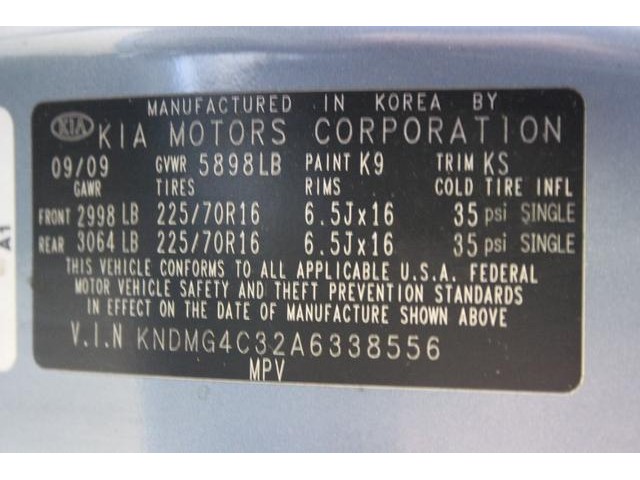 MANUFACTURED IN KOREA BY
KIA KIA MOTORS CORPORATION
09/09 GVWR 5898LB PAINT K9 TRIM KS
GAWR TIRES RIMS COLD TIRE INFL
FRONT 2998 LB 225/70R16 6.5Jx16 35 psi SINGLE
REAR 3064 LB 225/70R16 6.5Jx16 35 psi SINGLE
THIS VEHICLE CONFORMS TO ALL APPLICABLE U.S.A. FEDERAL
MOTOR VEHICLE SAFETY AND THEFT PREVENTION STANDARDS
IN EFFECT ON THE DATE OF MANUFACTURE SHOWN ABOVE
V.I.N KNDMG4C32A6338556
MPV
A1